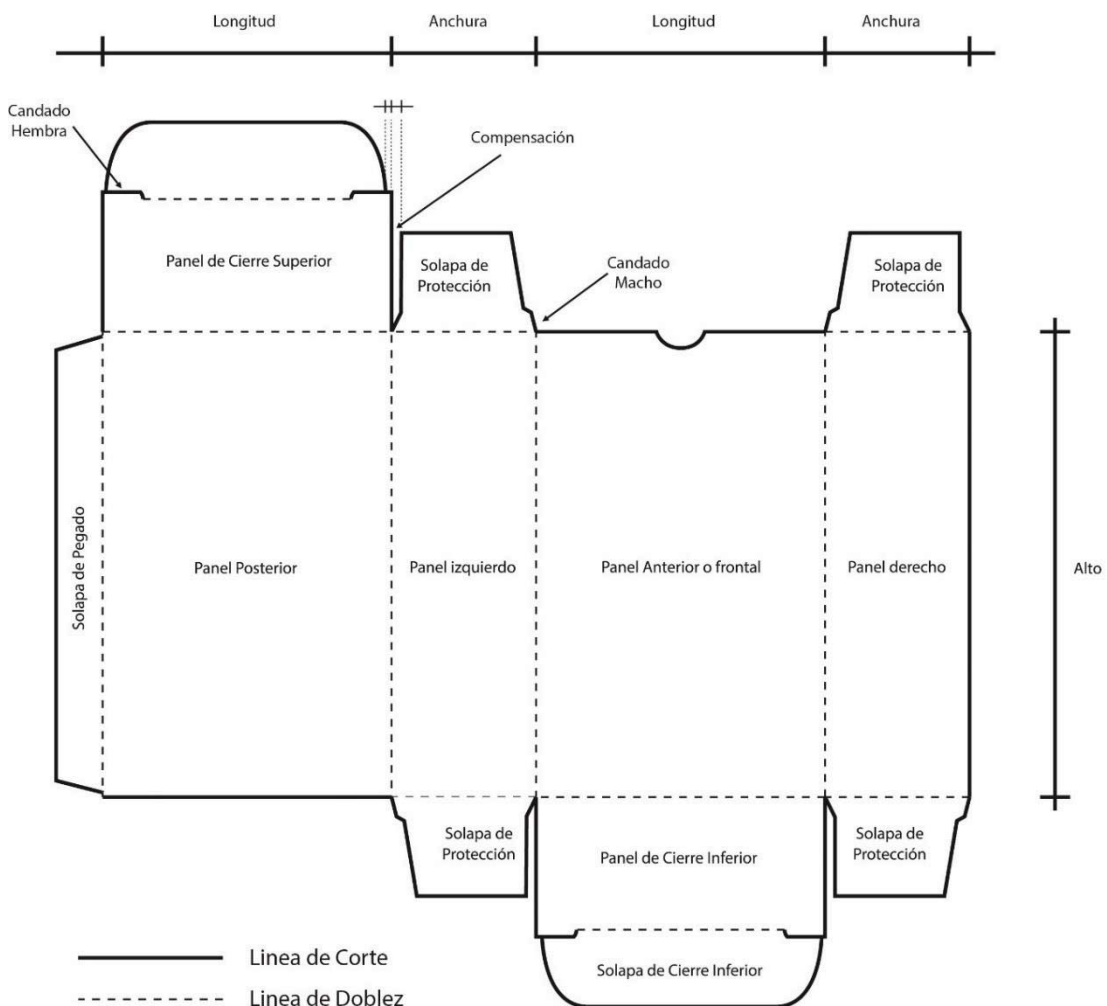 Longitud
Anchura
Longitud
Anchura
Candado
Hembra
Compensación
Panel de Cierre Superior
Solapa de
Protección
Candado
Macho
Solapa de
Protección
Solapa de Pegado
Panel Posterior
Panel izquierdo
Panel Anterior o frontal
Panel derecho
Alto
Solapa de
Protección
Panel de Cierre Inferior
Solapa de
Protección
Solapa de Cierre Inferior
Linea de Corte
Linea de Doblez